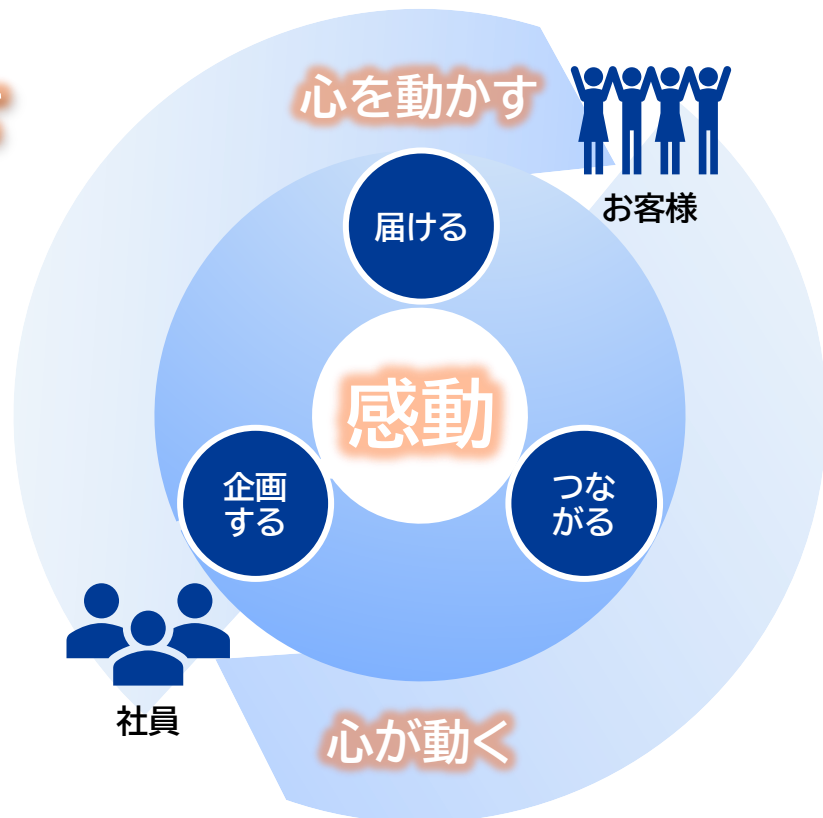 心を動かす
お客様
届ける
感動
企画
する
つな
がる
社員
心が動く